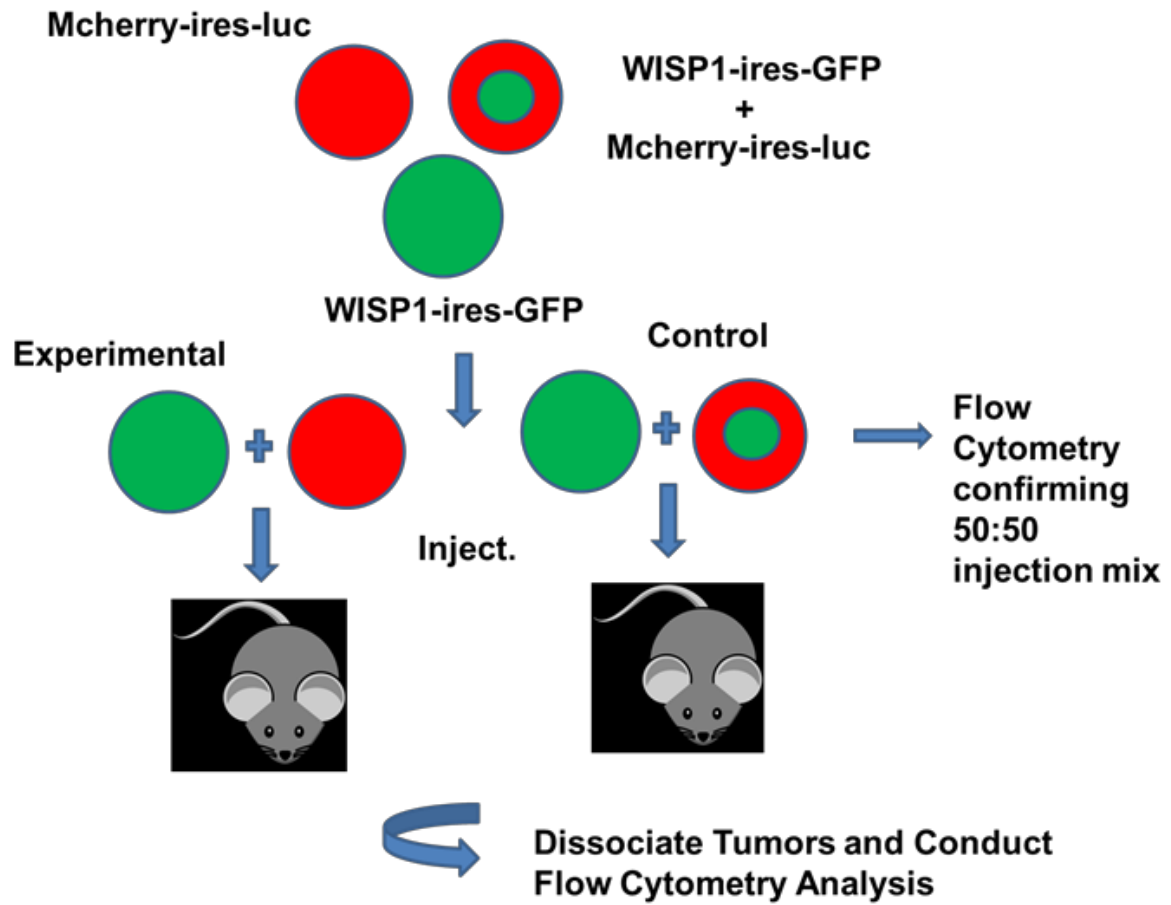 Mcherry-ires-luc
WISP1-ires-GFP
+
Mcherry-ires-luc
WISP1-ires-GFP
Experimental
Control
Flow
Cytometry
confirming
50:50
injection mix
Inject.
Dissociate Tumors and Conduct
Flow Cytometry Analysis